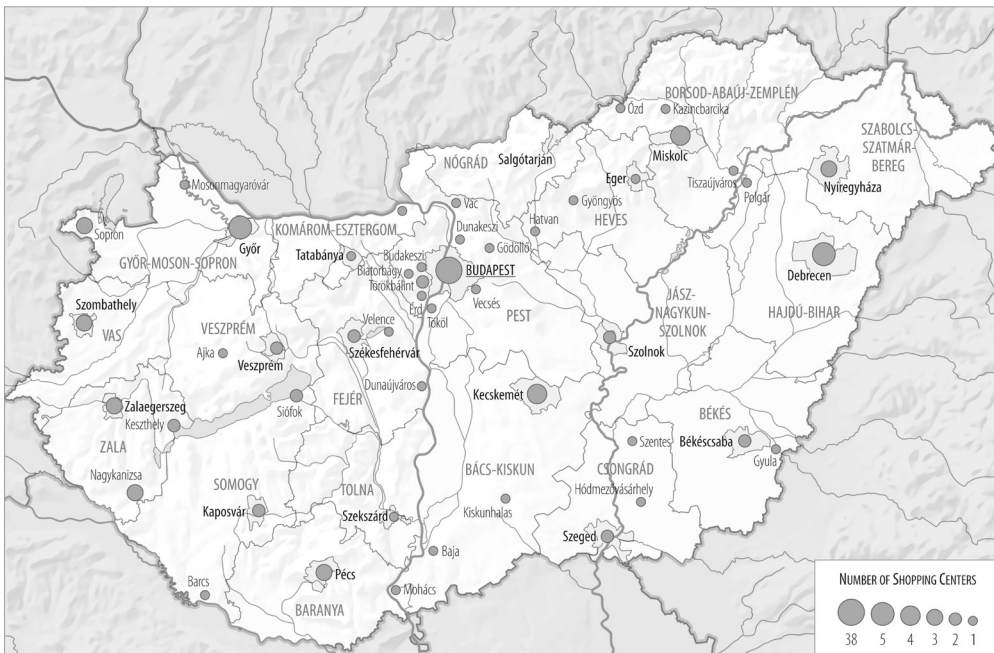 BORSOD-ABAÚJ-ZEMPLÉN
Ózd
Kazincbarcika
SZABOLCS-
SZATMÁR-
BEREG
Miskolc
NÓGRÁD
Salgótarján
Eger
Tiszaújváros
Polgár
Nyíregyháza
Mosonmagyaróvár
Gyöngyös
HEVES
Vác
Hatvan
Sopron
Győr
KOMÁROM-ESZTERGOM
Dunakeszi
Gödöllő
GYŐR-MOSON-SOPRON
Tatabánya
Budakeszi
Biatorbágy
Törökbálint
BUDAPEST
Debrecen
Érd
Vecsés
Tököl
Szombathely
VAS
VESZPRÉM
Velence
PEST
JÁSZ-
NAGYKUN-
SZOLNOK
HAJDÚ-BIHAR
Ajka
Veszprém
Székesfehérvár
Szolnok
Dunaújváros
FEJÉR
Siófok
Kecskemét
Zalaegerszeg
Keszthely
ZALA
BÉKÉS
Békéscsaba
Gyula
Szentes
Nagykanizsa
SOMOGY
TOLNA
BÁCS-KISKUN
CSONGRÁD
Hódmezővásárhely
Kaposvár
Szekszárd
Kiskunhalas
Szeged
Baja
Pécs
Barcs
Mohács
BARANYA
NUMBER OF SHOPPING CENTERS
38 5 4 3 2 1